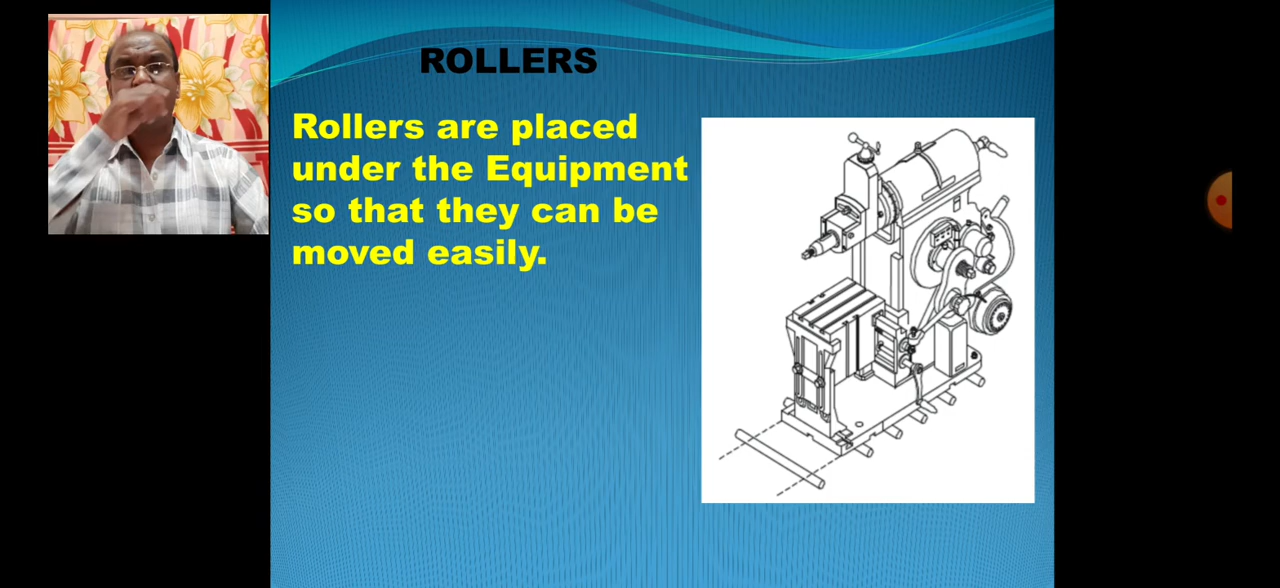 ROLLERS
Rollers are placed
under the Equipment
so that they can be
moved easily.